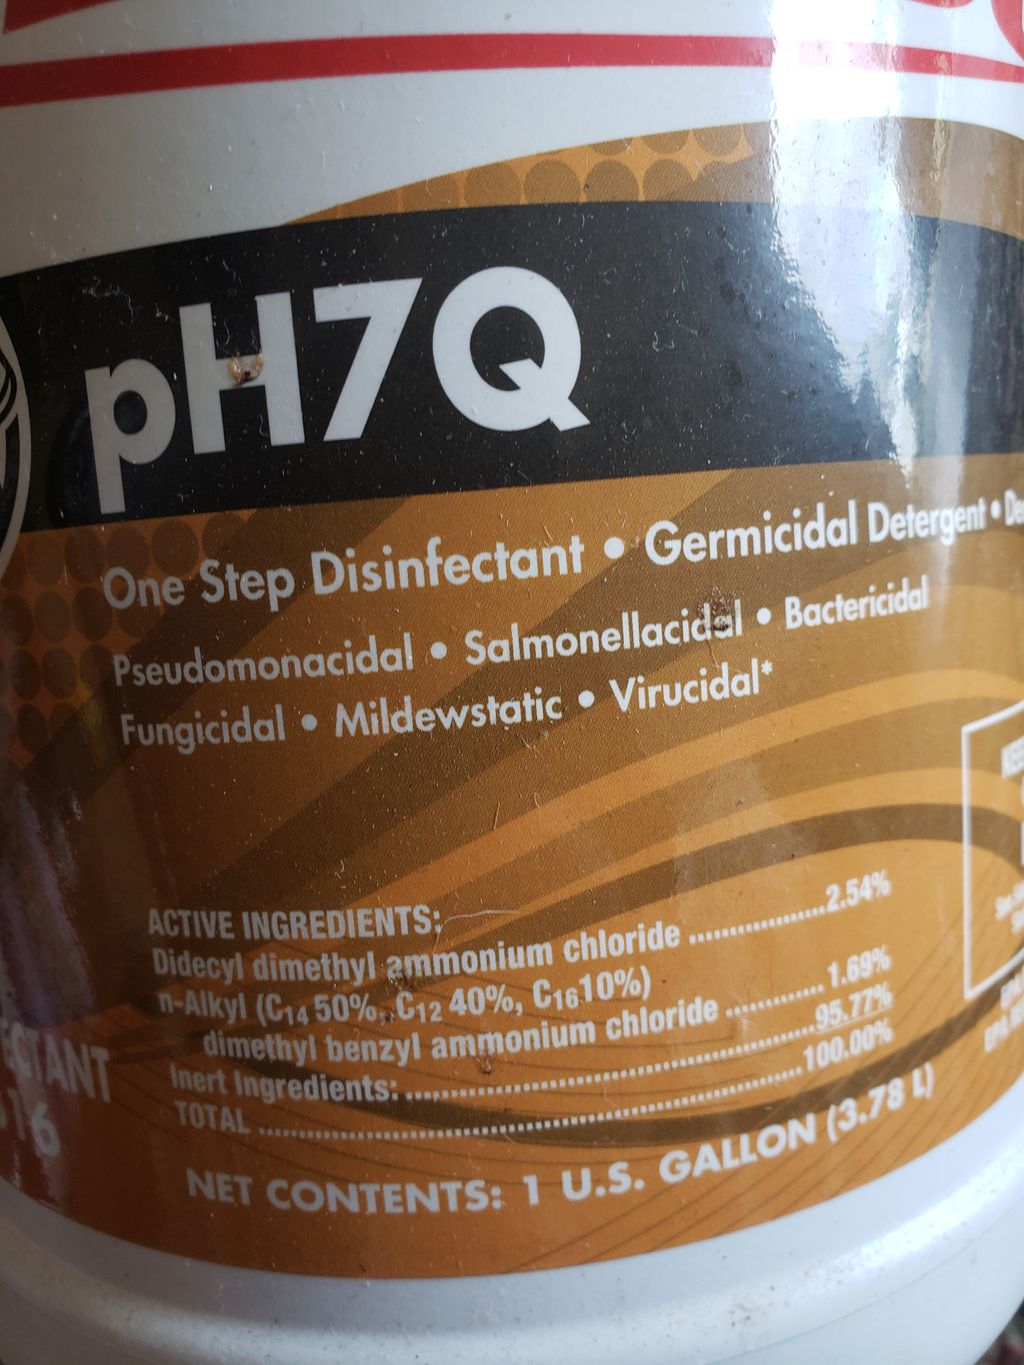 pH7Q
One Step Disinfectant • Germicidal Detergent •
Pseudomonacidal • Salmonellacidal • Bactericidal
Fungicidal • Mildewstatic • Virucidal*
ACTIVE INGREDIENTS:
Didecyl dimethyl ammonium chloride ................2.54%
n-Alkyl (C14 50%, C12 40%, C16 10%)
dimethyl benzyl ammonium chloride ............1.69%
Inert Ingredients: ................................................95.77%
TOTAL ................................................................100.00%
NET CONTENTS: 1 U.S. GALLON (3.78 L)